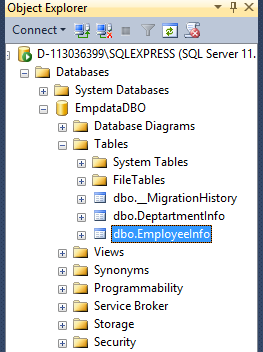 Object Explorer
Connect
D-113036399\SQLEXPRESS (SQL Server 11.
Databases
System Databases
EmpdataDBO
Database Diagrams
Tables
System Tables
FileTables
dbo.__MigrationHistory
dbo.DeptartmentInfo
dbo.EmployeeInfo
Views
Synonyms
Programmability
Service Broker
Storage
Security